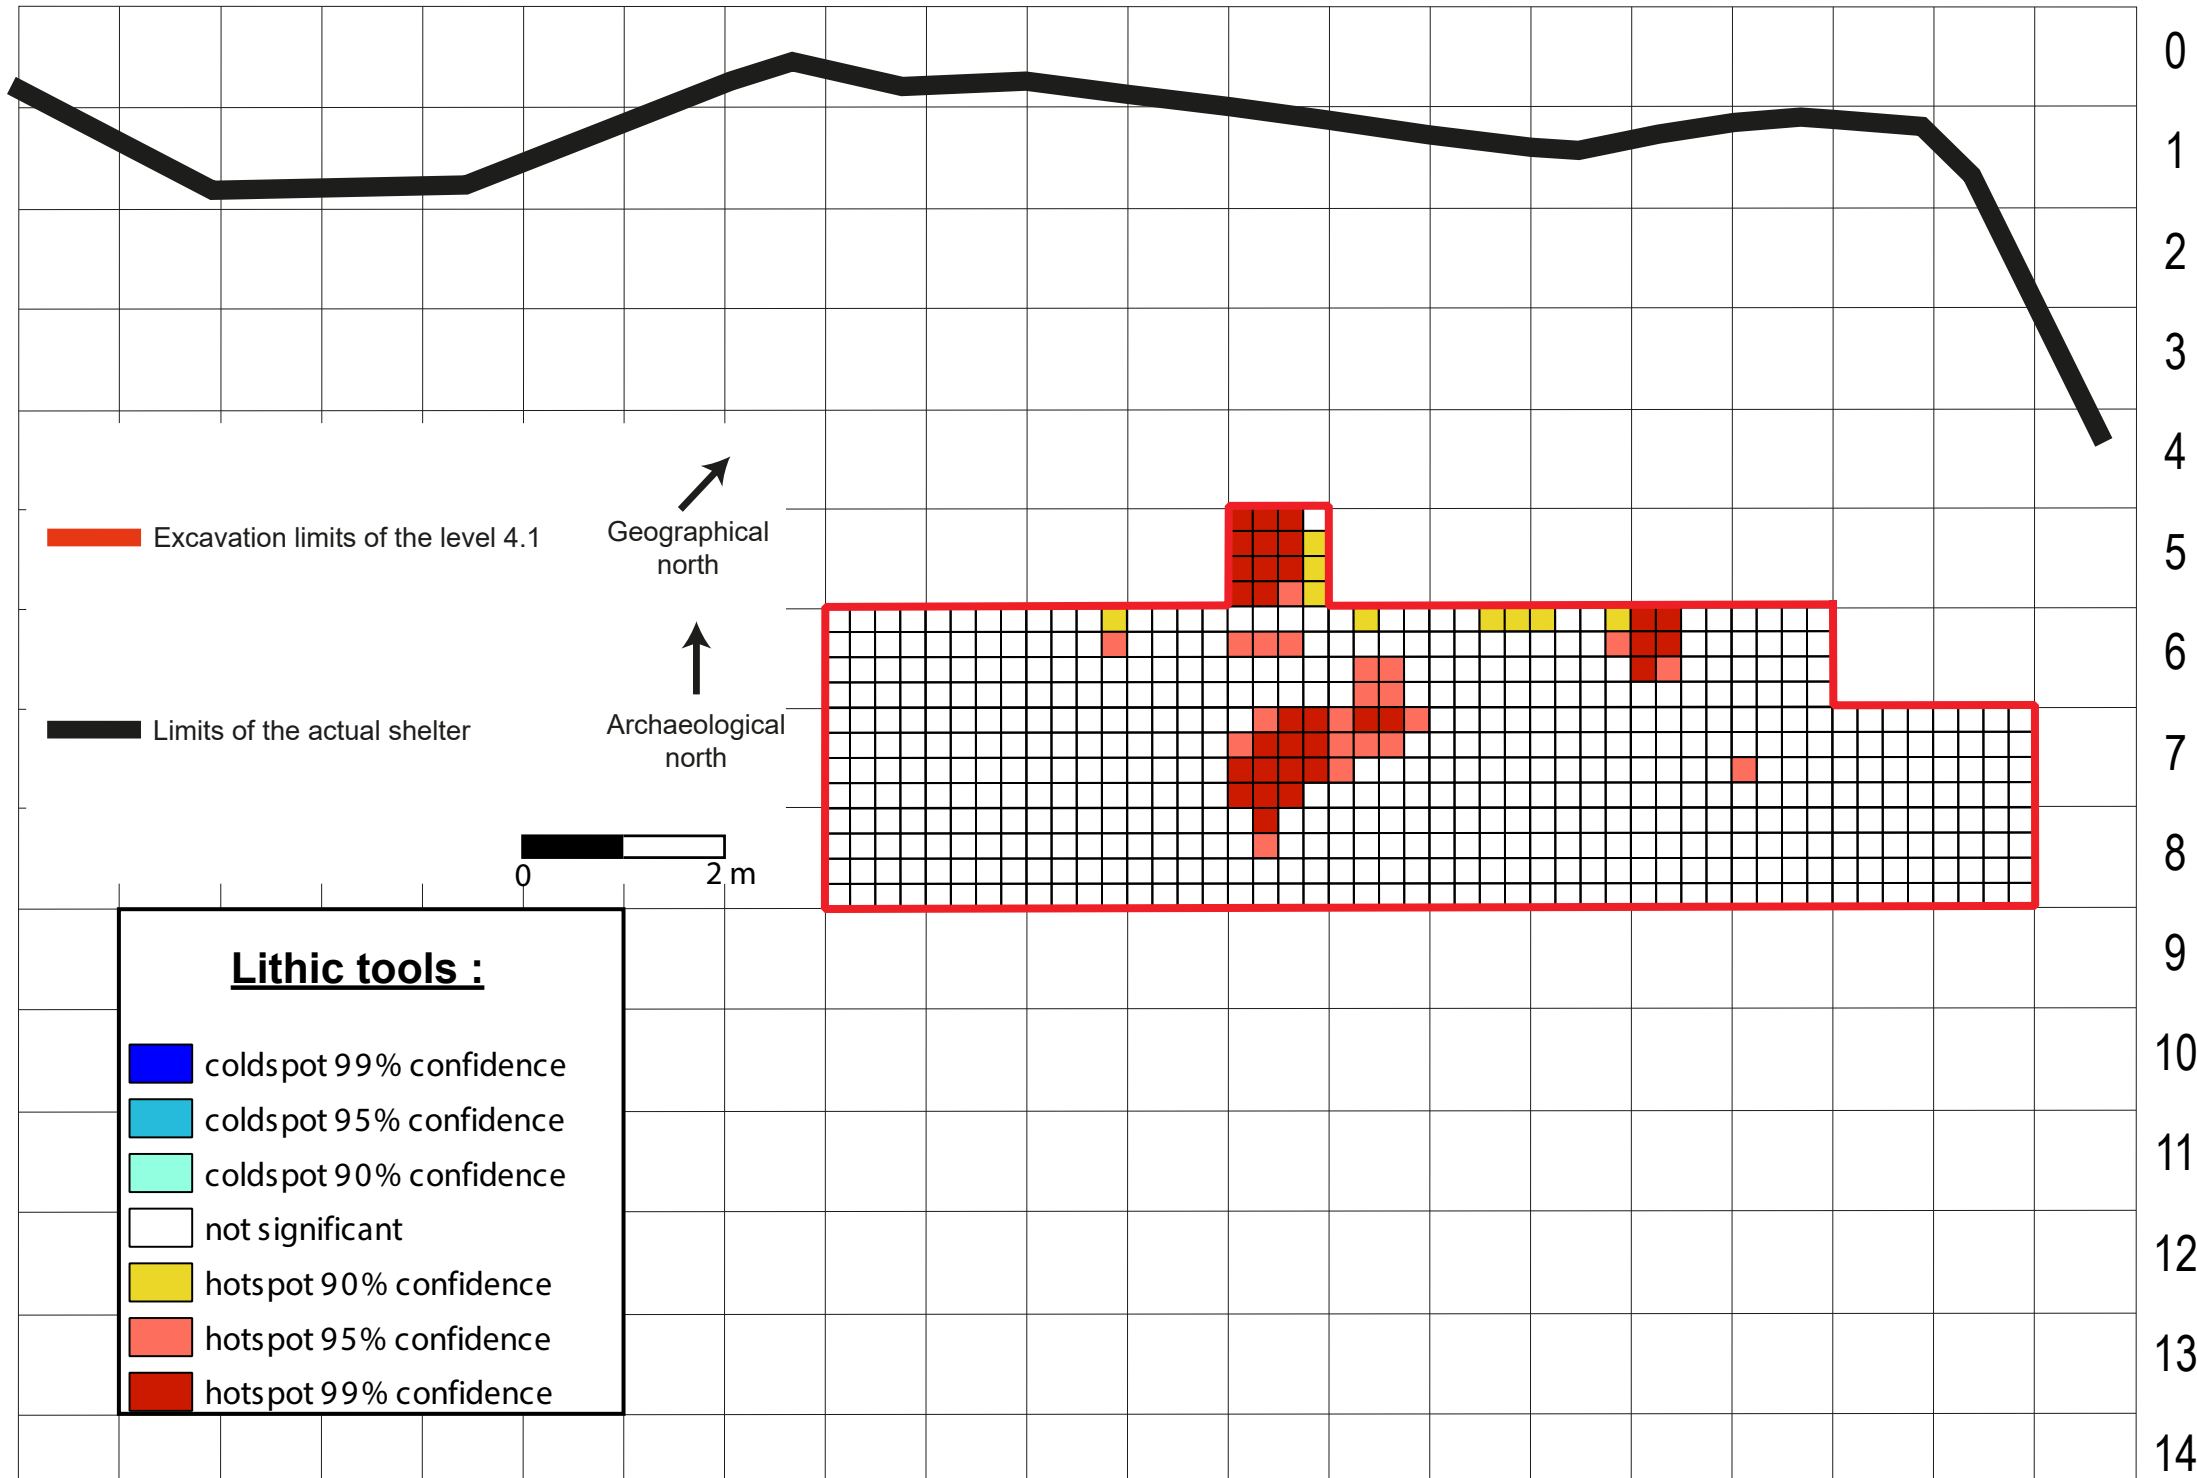 0
1
2
3
4
Excavation limits of the level 4.1
Geographical
north
5
6
Limits of the actual shelter
Archaeological
north
7
0
2 m
8
Lithic tools :
9
coldspot 99% confidence
10
coldspot 95% confidence
coldspot 90% confidence
11
not significant
12
hotspot 90% confidence
hotspot 95% confidence
13
hotspot 99% confidence
14